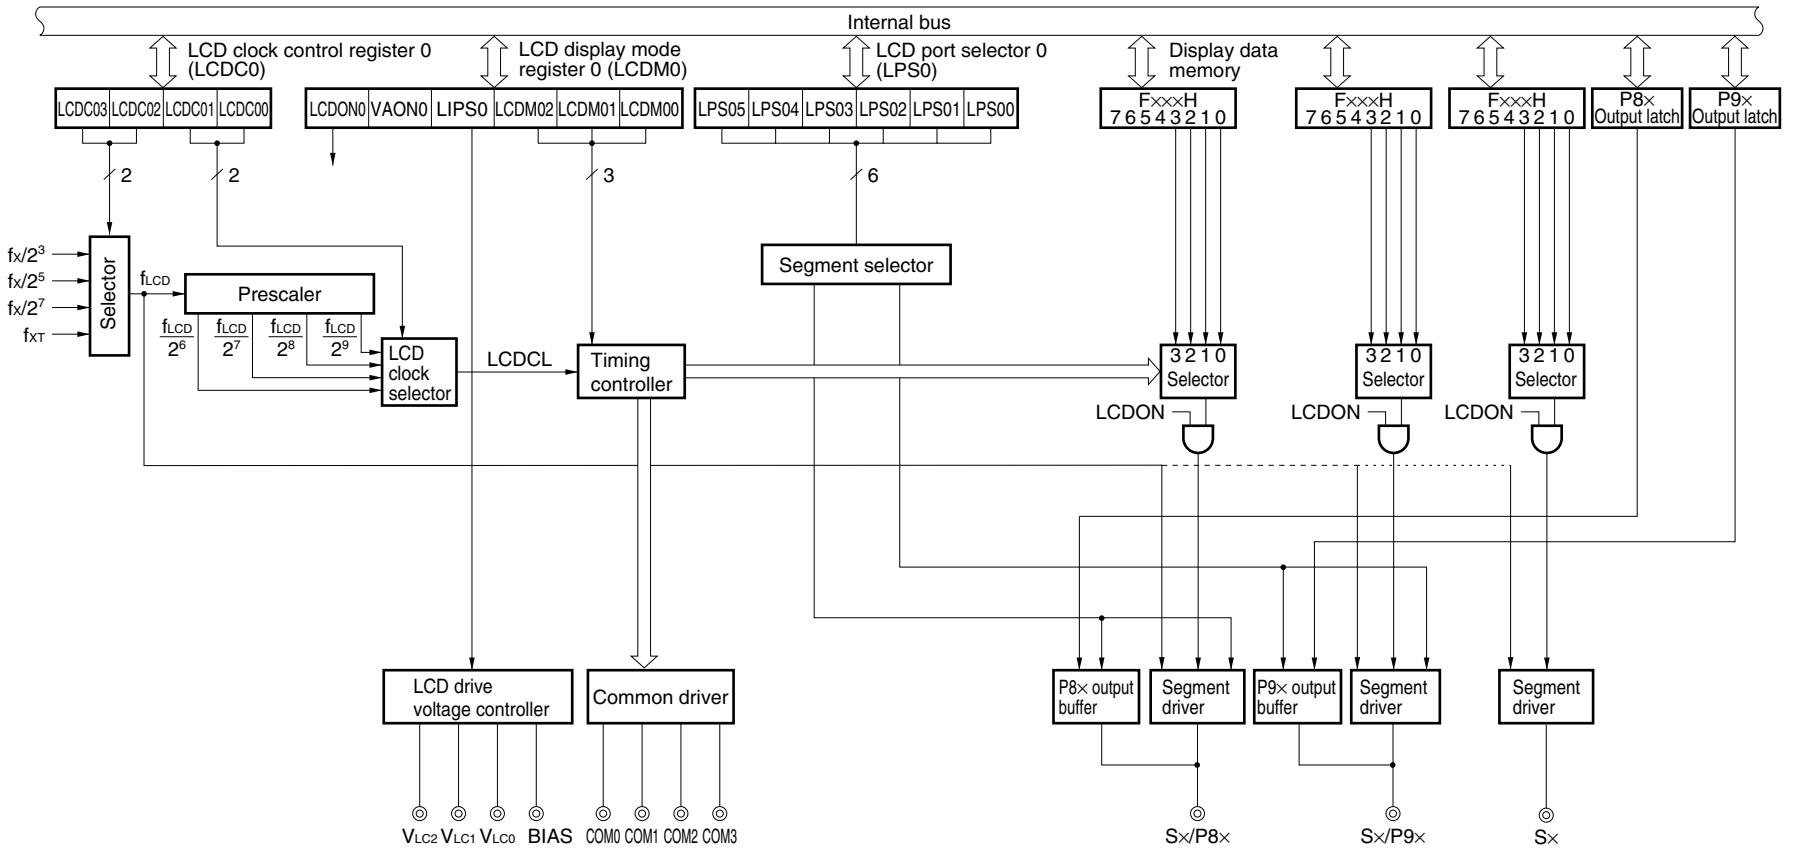 Internal bus
LCD clock control register 0
(LCDC0)
LCD display mode
register 0 (LCDM0)
LCD port selector 0
(LPS0)
Display data
memory
LCDC03 LCDC02 LCDC01 LCDC00
LCDON0 VAON0 LIPS0 LCDM02 LCDM01 LCDM00
LPS05 LPS04 LPS03 LPS02 LPS01 LPS00
F×××H
7 6 5 4 3 2 1 0
F×××H
7 6 5 4 3 2 1 0
F×××H
7 6 5 4 3 2 1 0
P8×
Output latch
P9×
Output latch
2
2
3
6
fX/2³
fX/2⁵
fX/2⁷
fXT
Selector
fLCD
Prescaler
fLCD/2⁶
fLCD/2⁷
fLCD/2⁸
fLCD/2⁹
LCD
clock
selector
LCDCL
Timing
controller
Segment selector
3 2 1 0
Selector
3 2 1 0
Selector
3 2 1 0
Selector
LCDON
LCDON
LCDON
LCD drive
voltage controller
Common driver
P8× output
buffer
Segment
driver
P9× output
buffer
Segment
driver
Segment
driver
VLC2 VLC1 VLC0 BIAS
COM0 COM1 COM2 COM3
S×/P8×
S×/P9×
S×